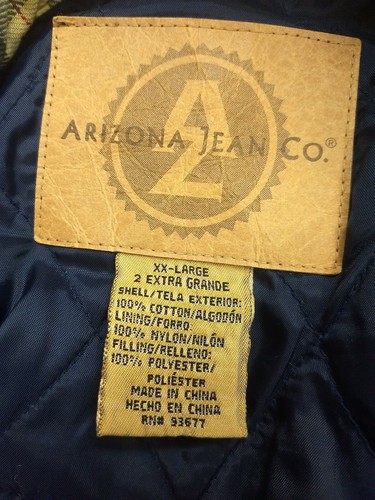 AZ
ARIZONA JEAN CO.®
XX-LARGE
2 EXTRA GRANDE
SHELL/TELA EXTERIOR:
100% COTTON/ALGODÓN
LINING/FORRO:
100% NYLON/NILÓN
FILLING/RELLENO:
100% POLYESTER/
POLIÉSTER
MADE IN CHINA
HECHO EN CHINA
RN# 93677